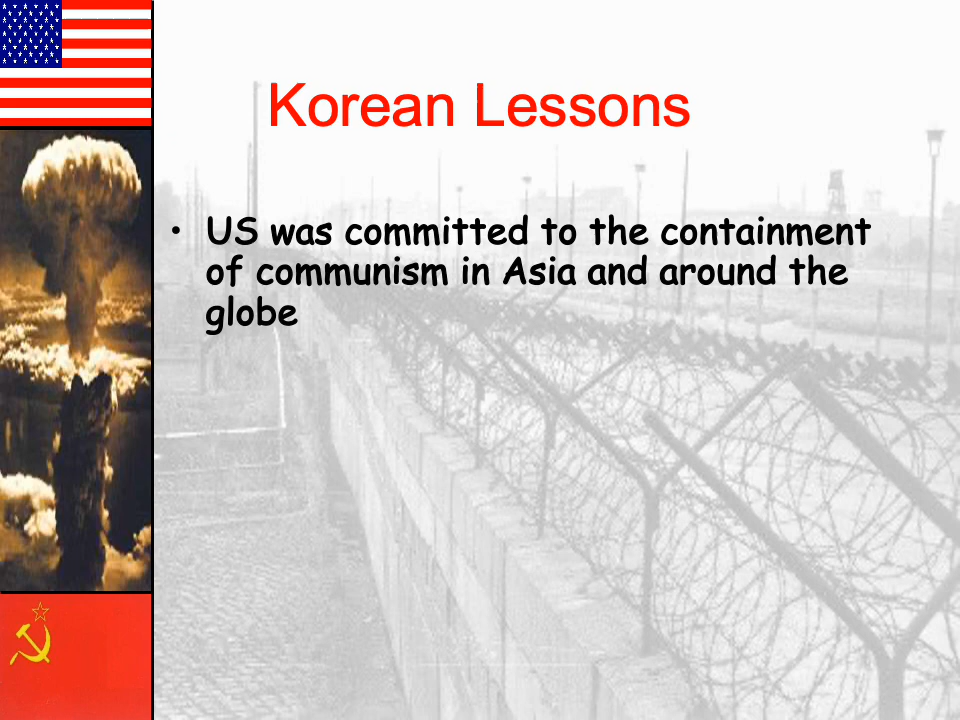 Korean Lessons
• US was committed to the containment
of communism in Asia and around the
globe